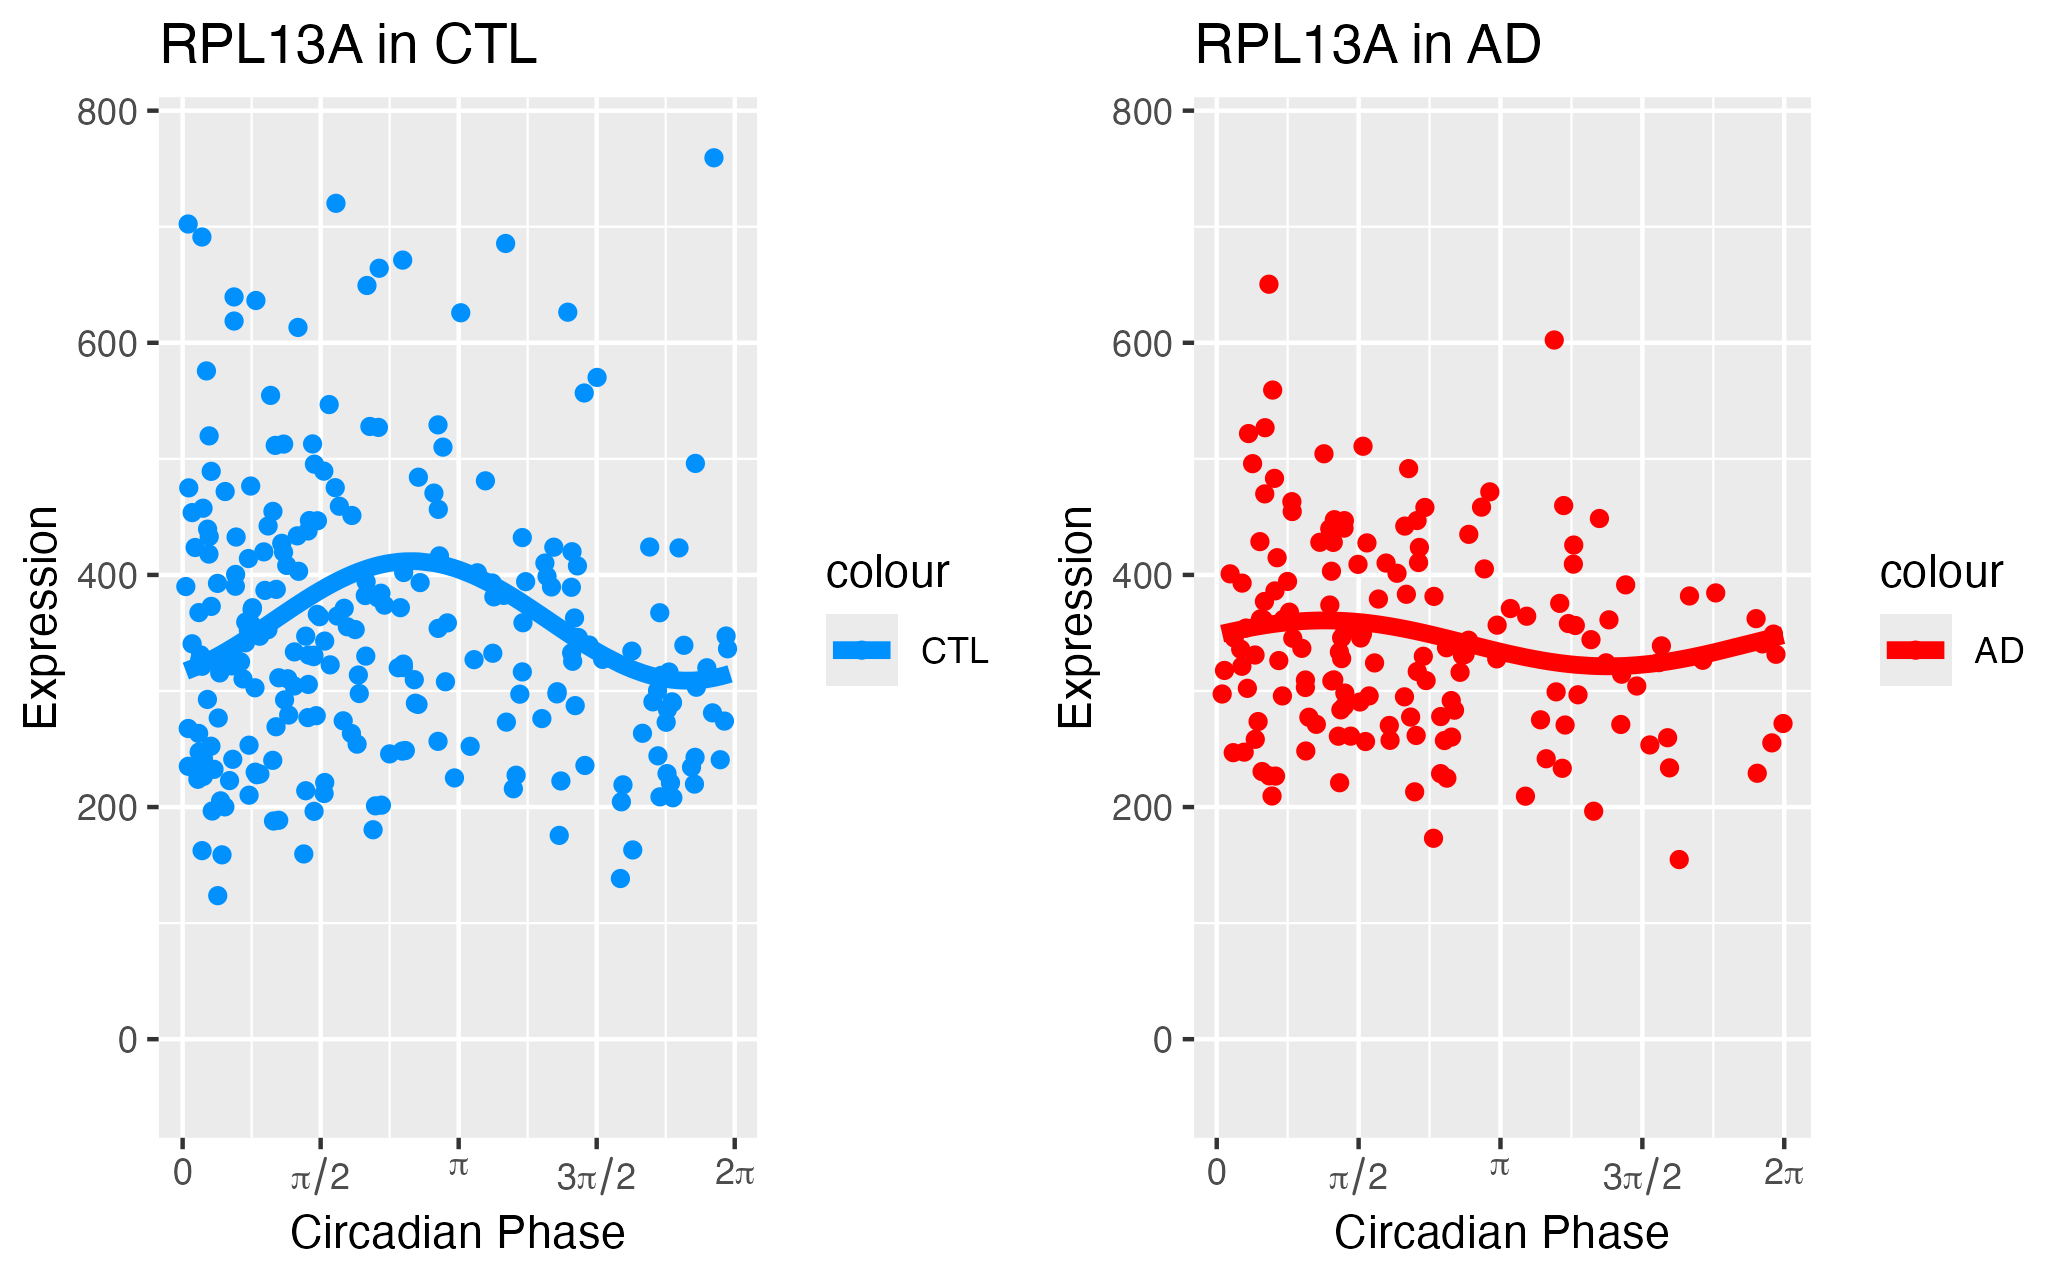 RPL13A in CTL
800
600
400
200
0
Expression
0 π/2 π 3π/2 2π
Circadian Phase
colour
CTL
RPL13A in AD
800
600
400
200
0
Expression
0 π/2 π 3π/2 2π
Circadian Phase
colour
AD